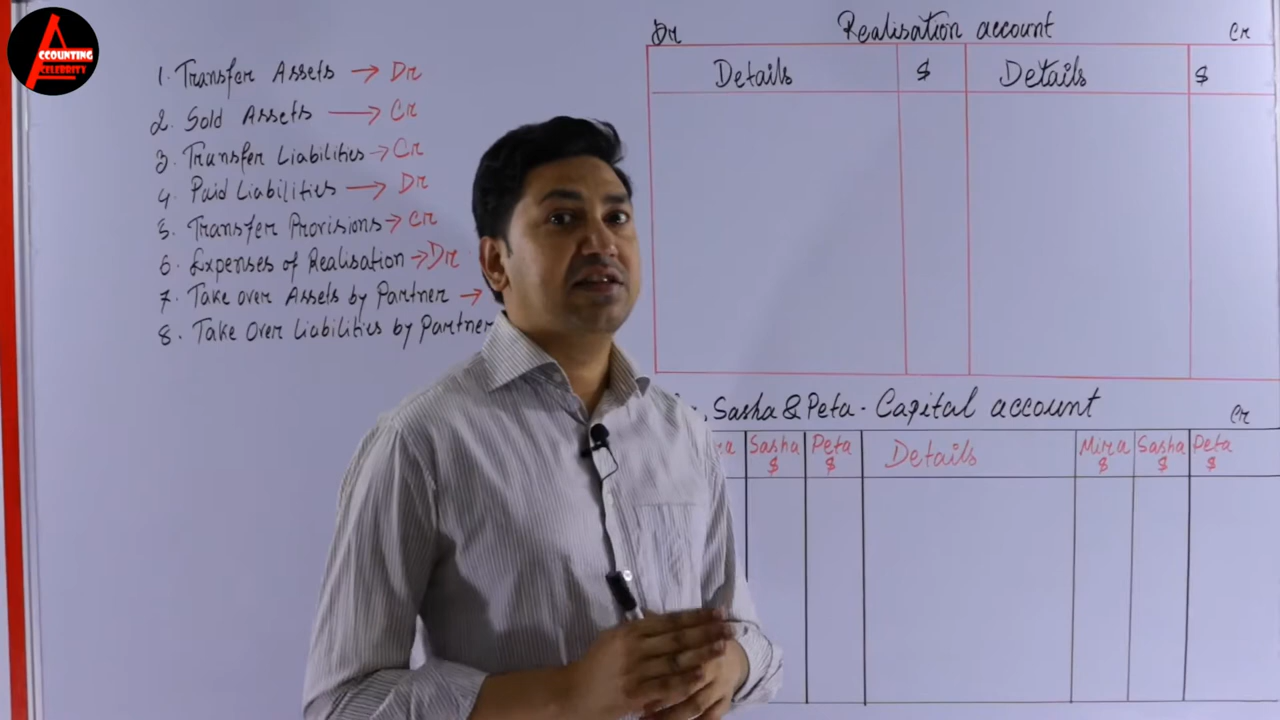 ACCOUNTING
CELEBRITY
1. Transfer Assets → Dr
2. Sold Assets → Cr
3. Transfer Liabilities → Cr
4. Paid Liabilities → Dr
5. Transfer Provisions → Cr
6. Expenses of Realisation → Dr
7. Take over Assets by Partner →
8. Take Over Liabilities by Partner
Dr Realisation account Cr
Details $ Details $
Sasha & Peta - Capital account Cr
Sasha Peta Details Mira Sasha Peta
$ $ $ $ $